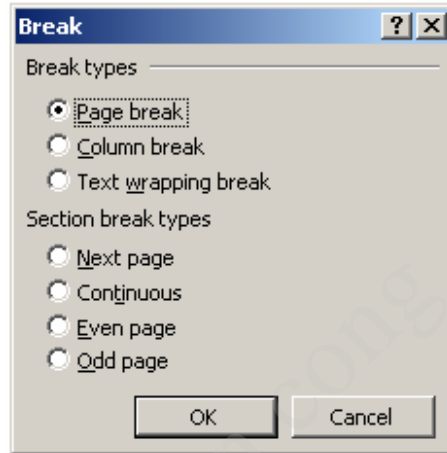 Break
Break types
Page break
Column break
Text wrapping break
Section break types
Next page
Continuous
Even page
Odd page
OK Cancel
cong